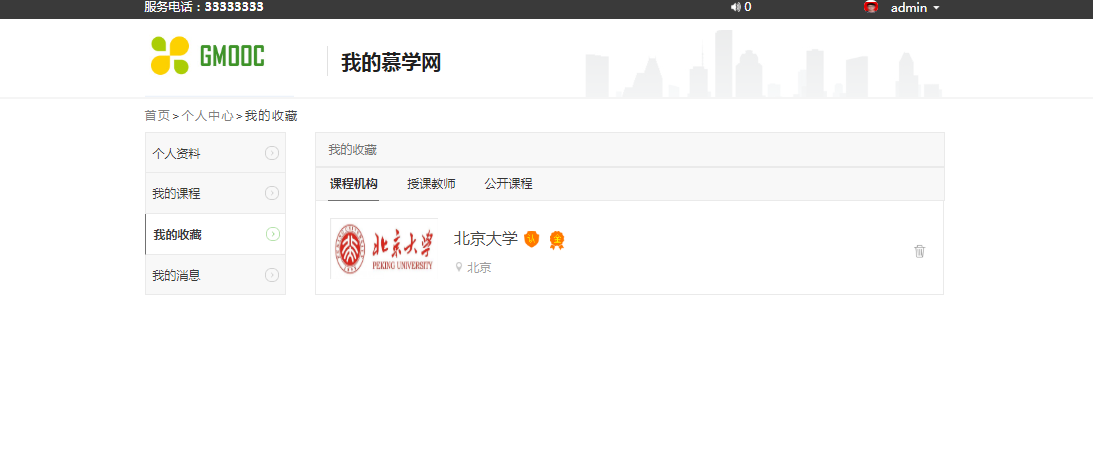 服务电话：33333333
0
admin
GMOOC
我的慕学网
首页>个人中心>我的收藏
个人资料
我的课程
我的收藏
我的消息
我的收藏
课程机构 授课教师 公开课程
北京大学
PEKING UNIVERSITY
北京大学
认
金
北京